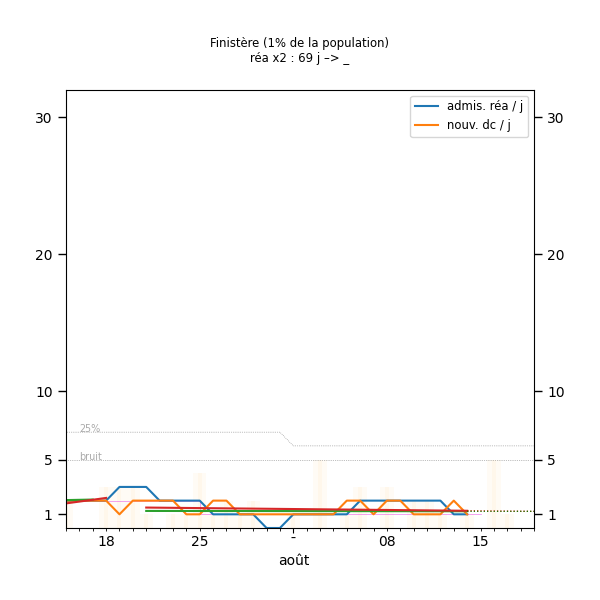 Finistère (1% de la population)
réa x2 : 69 j –> _
admis. réa / j
nouv. dc / j
30
30
20
20
10
10
25%
5
bruit
5
1
1
18
25
-
08
15
août